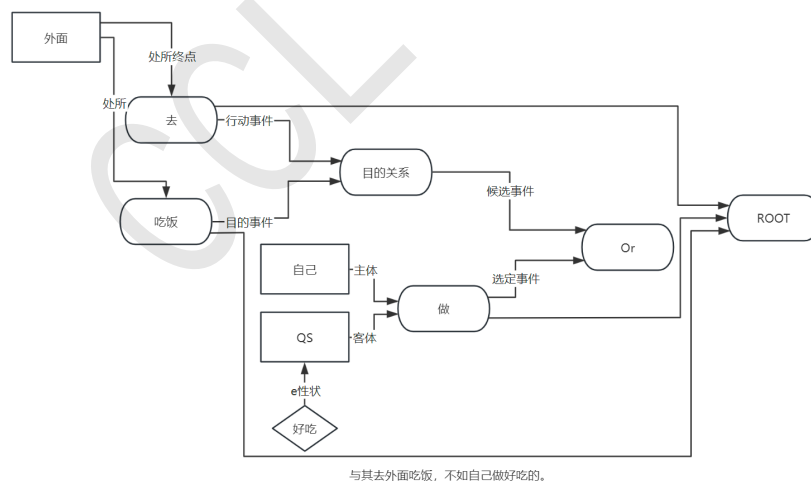 外面
处所终点
处所
去
行动事件
目的关系
候选事件
吃饭
目的事件
ROOT
Or
自己
主体
选定事件
做
QS
客体
e性状
好吃
与其去外面吃饭，不如自己做好吃的。
CCL